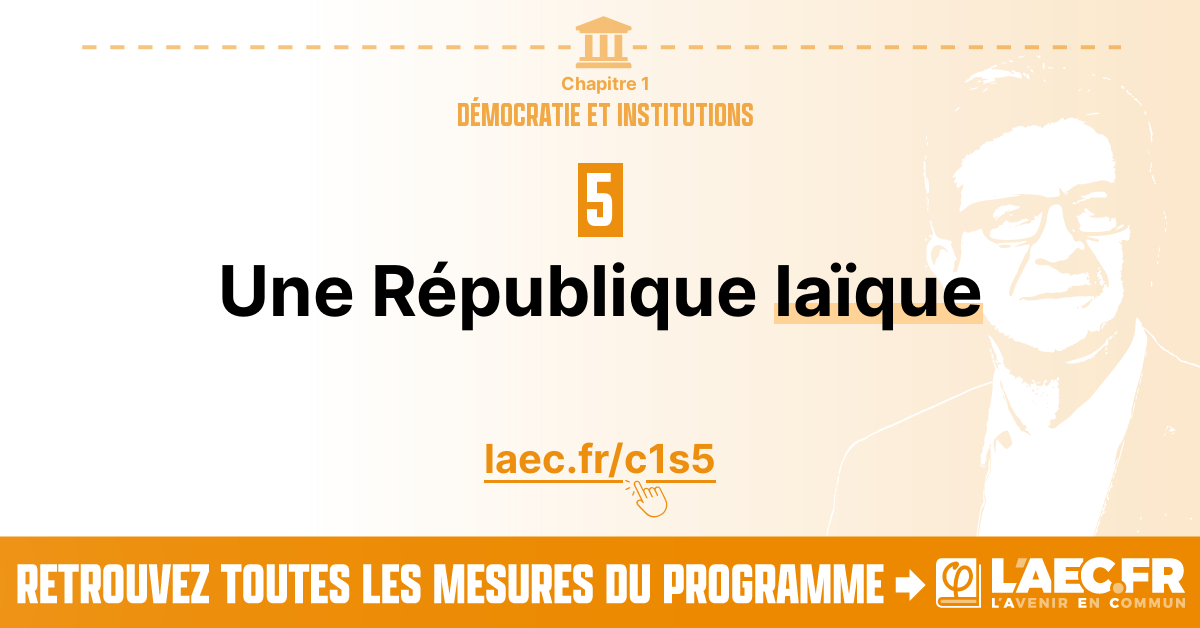 Chapitre 1
DÉMOCRATIE ET INSTITUTIONS
5
Une République laïque
laec.fr/c1s5
RETROUVEZ TOUTES LES MESURES DU PROGRAMME
φ L'AEC.FR
L'AVENIR EN COMMUN